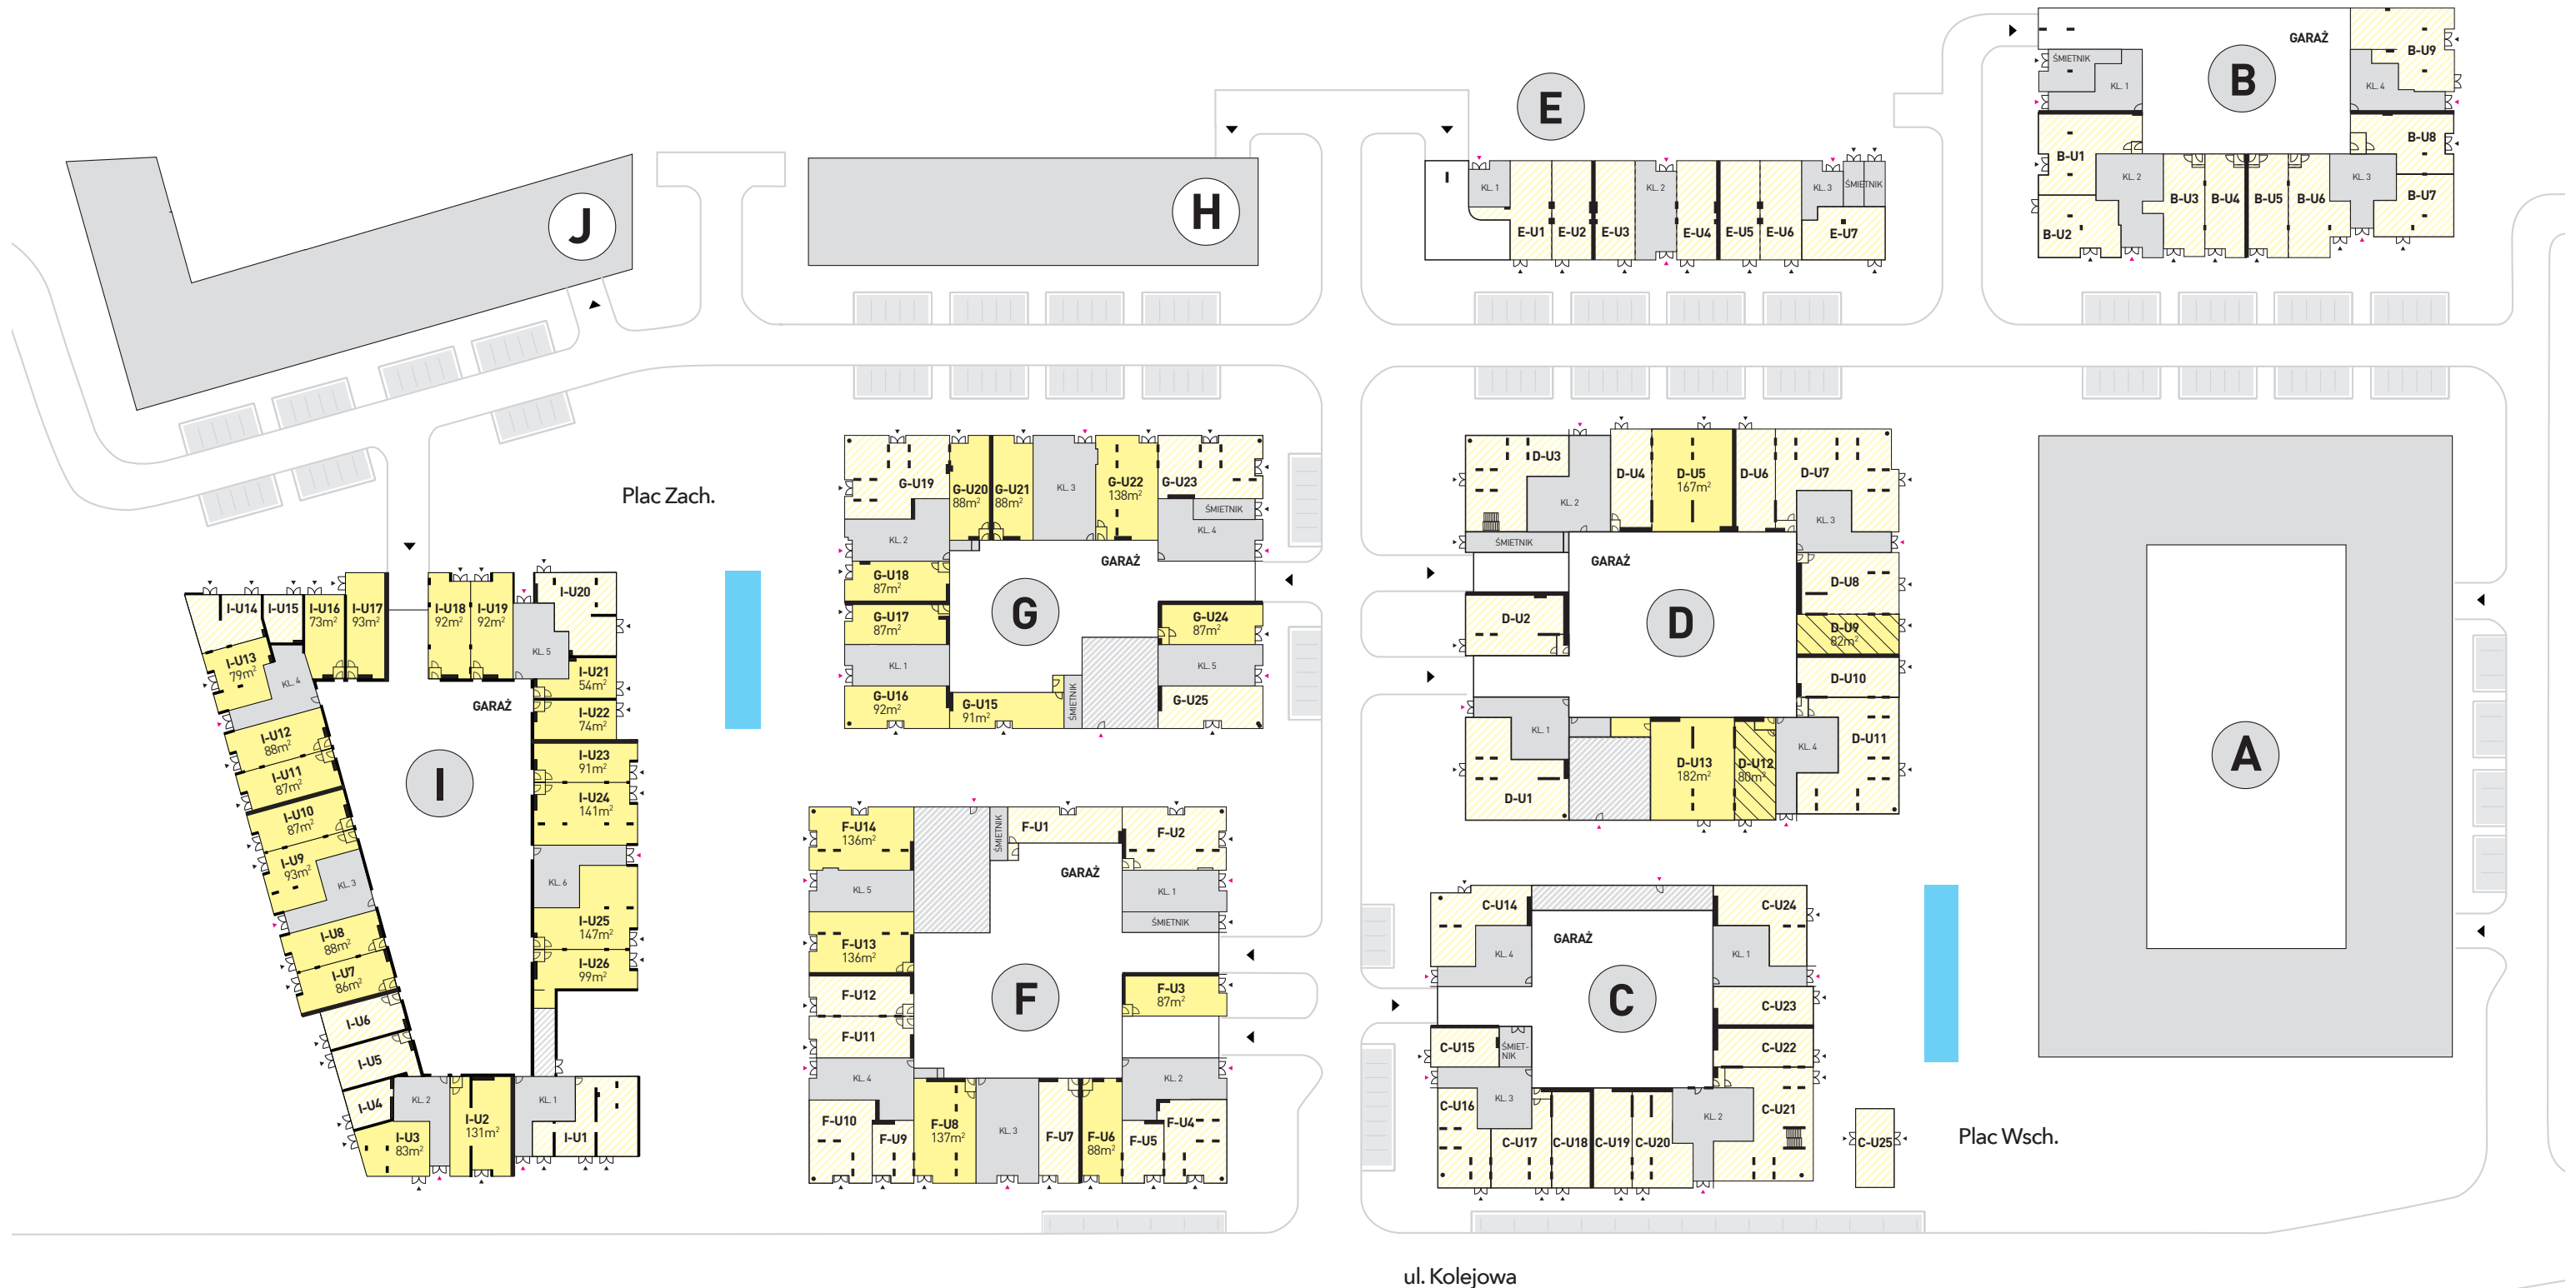 J
H
E
KL. 1
E-U1
E-U2
E-U3
KL. 2
E-U4
E-U5
E-U6
KL. 3
ŚMIETNIK
E-U7
B
GARAŻ
ŚMIETNIK
KL. 1
B-U9
KL. 4
B-U1
B-U8
KL. 2
B-U3
B-U4
B-U5
B-U6
KL. 3
B-U7
B-U2
Plac Zach.
I
GARAŻ
I-U14
I-U15
I-U16
73m²
I-U17
93m²
I-U18
92m²
I-U19
92m²
I-U20
KL. 5
I-U13
79m²
KL. 4
I-U21
54m²
I-U22
74m²
I-U12
88m²
I-U11
87m²
I-U23
91m²
I-U24
141m²
I-U10
87m²
I-U9
93m²
KL. 3
KL. 6
I-U25
147m²
I-U8
88m²
I-U7
86m²
I-U26
99m²
I-U6
I-U5
I-U4
KL. 2
I-U2
131m²
KL. 1
I-U3
83m²
I-U1
G
GARAŻ
G-U19
G-U20
88m²
G-U21
88m²
KL. 3
G-U22
138m²
G-U23
ŚMIETNIK
KL. 2
KL. 4
G-U18
87m²
G-U17
87m²
G-U24
87m²
KL. 1
KL. 5
G-U16
92m²
G-U15
91m²
ŚMIETNIK
G-U25
F
GARAŻ
F-U14
136m²
ŚMIETNIK
F-U1
F-U2
KL. 5
KL. 1
ŚMIETNIK
F-U13
136m²
F-U12
F-U3
87m²
F-U11
KL. 4
KL. 2
F-U10
F-U9
F-U8
137m²
KL. 3
F-U7
F-U6
88m²
F-U5
F-U4
D
GARAŻ
D-U3
KL. 2
D-U4
D-U5
167m²
D-U6
D-U7
KL. 3
ŚMIETNIK
D-U8
D-U2
D-U9
82m²
D-U10
KL. 1
D-U13
182m²
D-U12
80m²
KL. 4
D-U11
D-U1
C
GARAŻ
C-U14
C-U24
KL. 4
KL. 1
C-U23
C-U15
ŚMIET-
NIK
C-U22
C-U16
KL. 3
C-U17
C-U18
C-U19
C-U20
KL. 2
C-U21
C-U25
Plac Wsch.
A
ul. Kolejowa